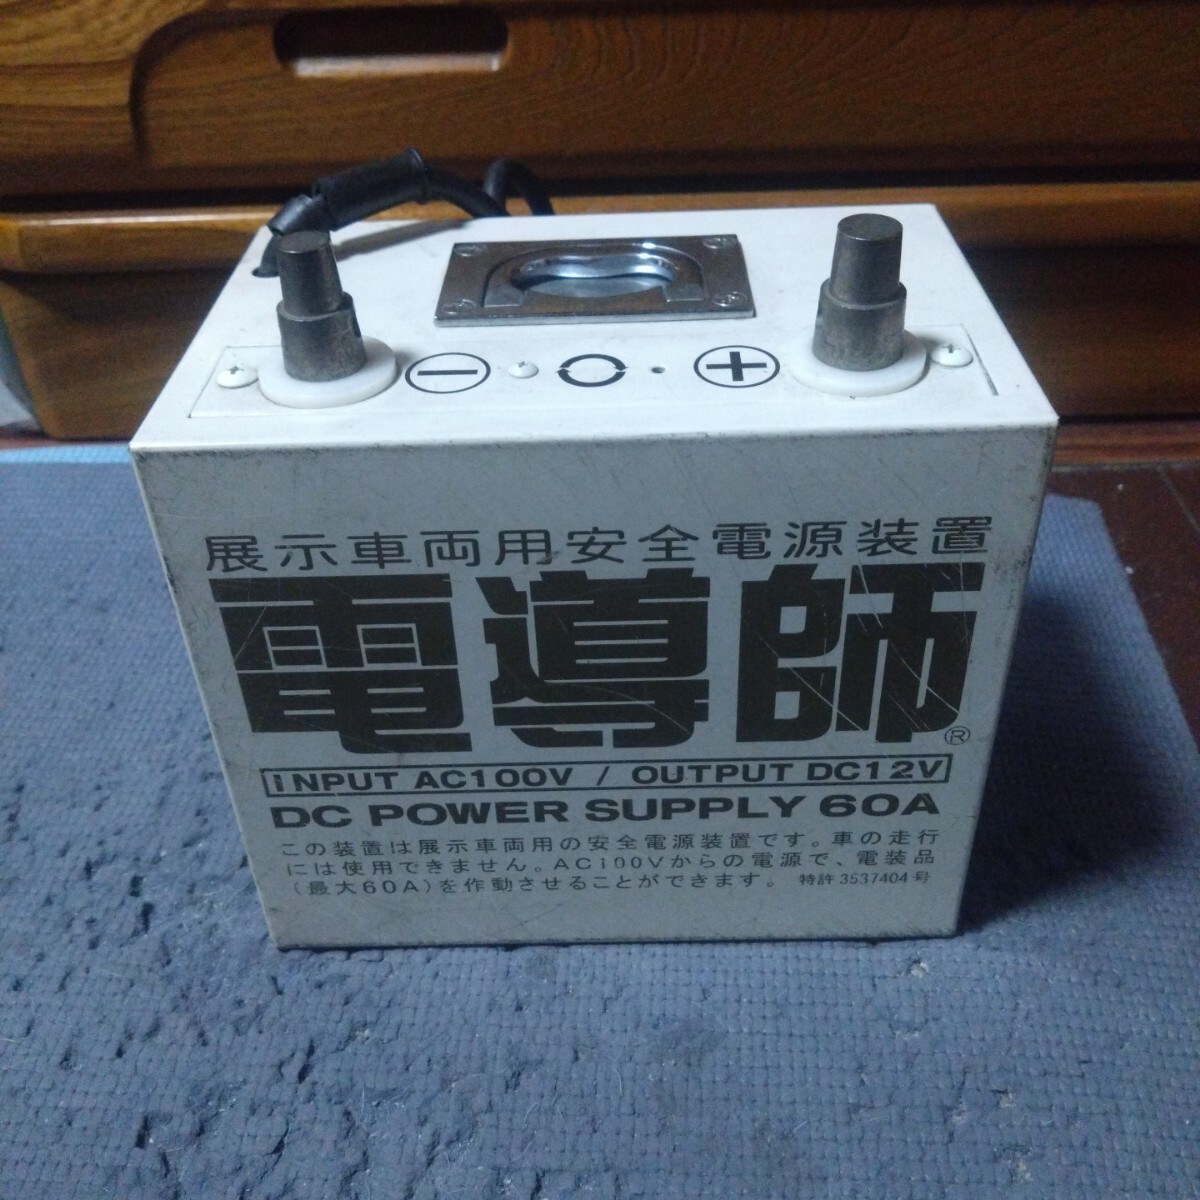 − +
展示車両用安全電源装置
電導師®
iNPUT AC100V / OUTPUT DC12V
DC POWER SUPPLY 60A
この装置は展示車両用の安全電源装置です。車の走行
には使用できません。AC100Vからの電源で、電装品
(最大60A)を作動させることができます。 特許 3537404号